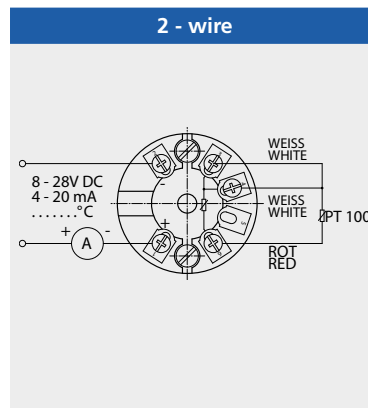 2 - wire
WEISS
WHITE
8 - 28V DC
4 - 20 mA
.......°C
-
WEISS
WHITE
PT 100
+
+
-
A
ROT
RED